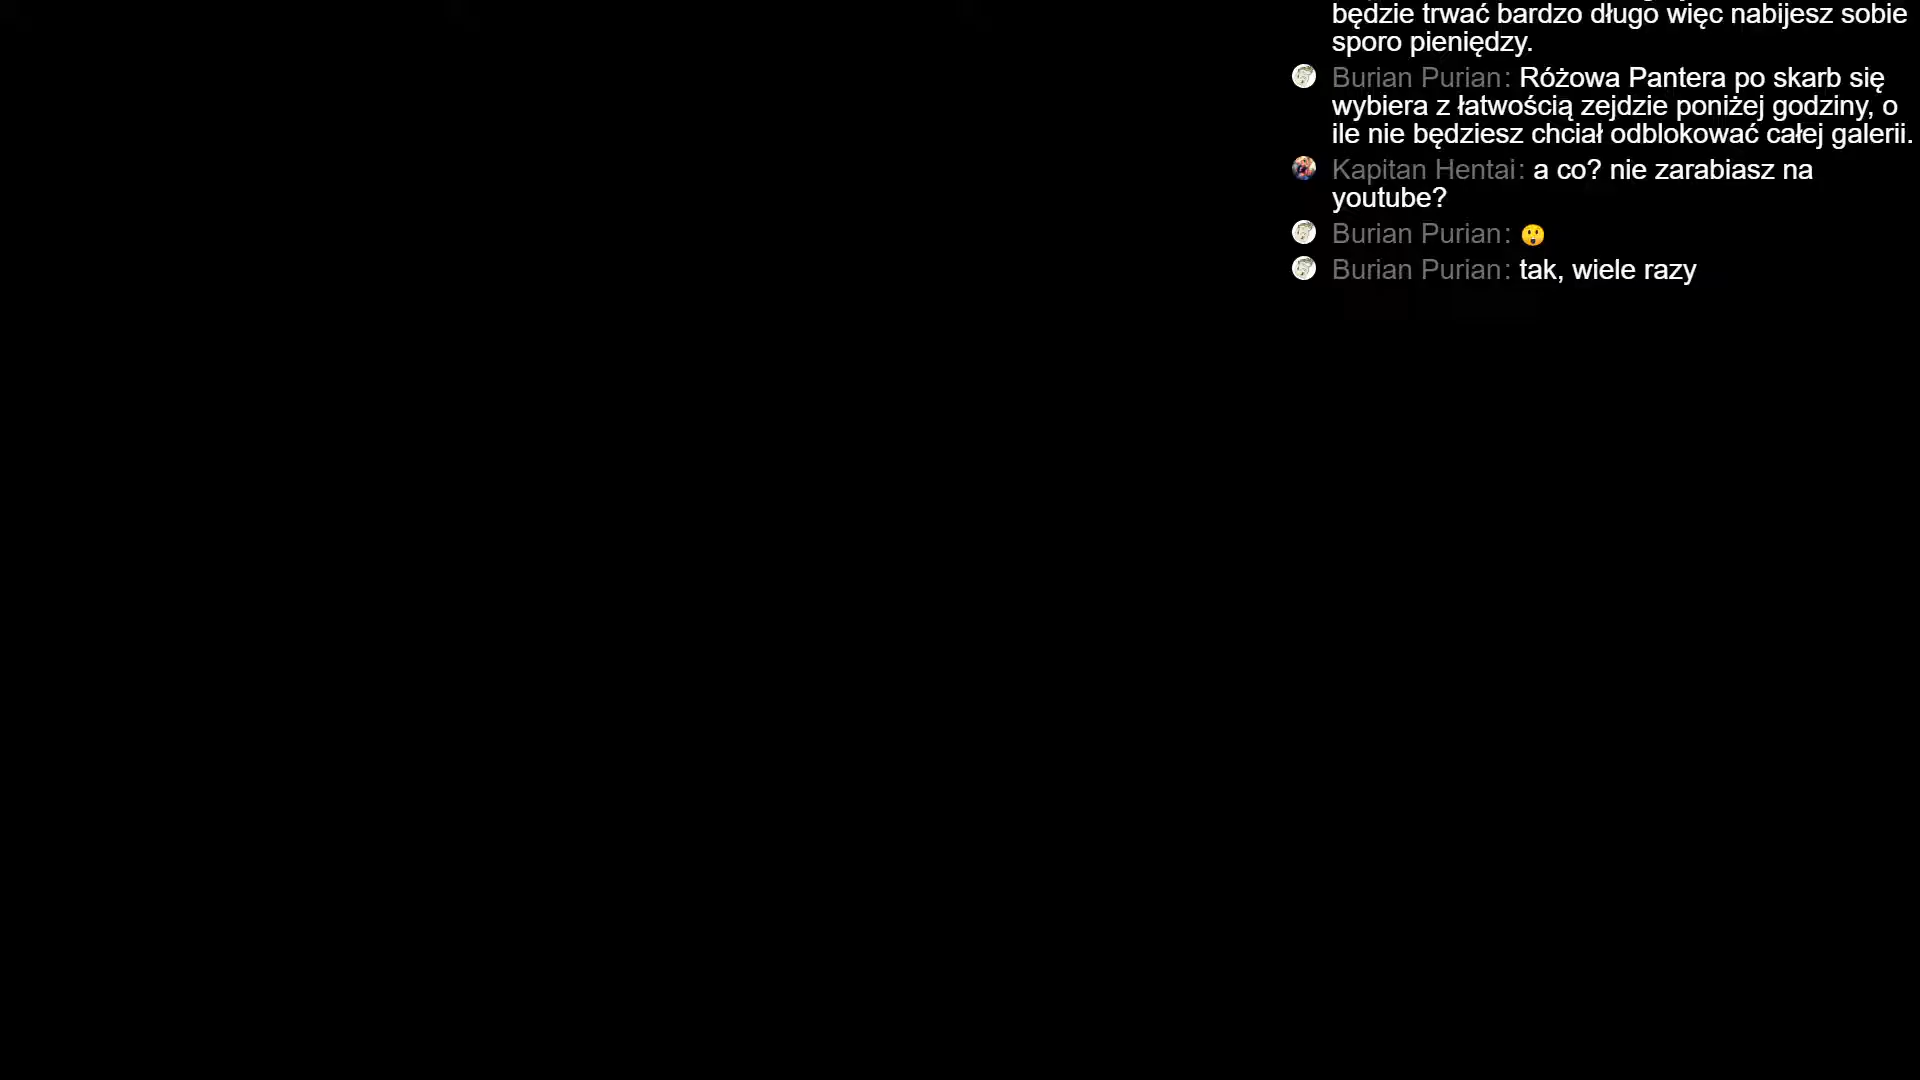 będzie trwać bardzo długo więc nabijesz sobie
sporo pieniędzy.
Burian Purian: Różowa Pantera po skarb się
wybiera z łatwością zejdzie poniżej godziny, o
ile nie będziesz chciał odblokować całej galerii.
Kapitan Hentai: a co? nie zarabiasz na
youtube?
Burian Purian: 😲
Burian Purian: tak, wiele razy